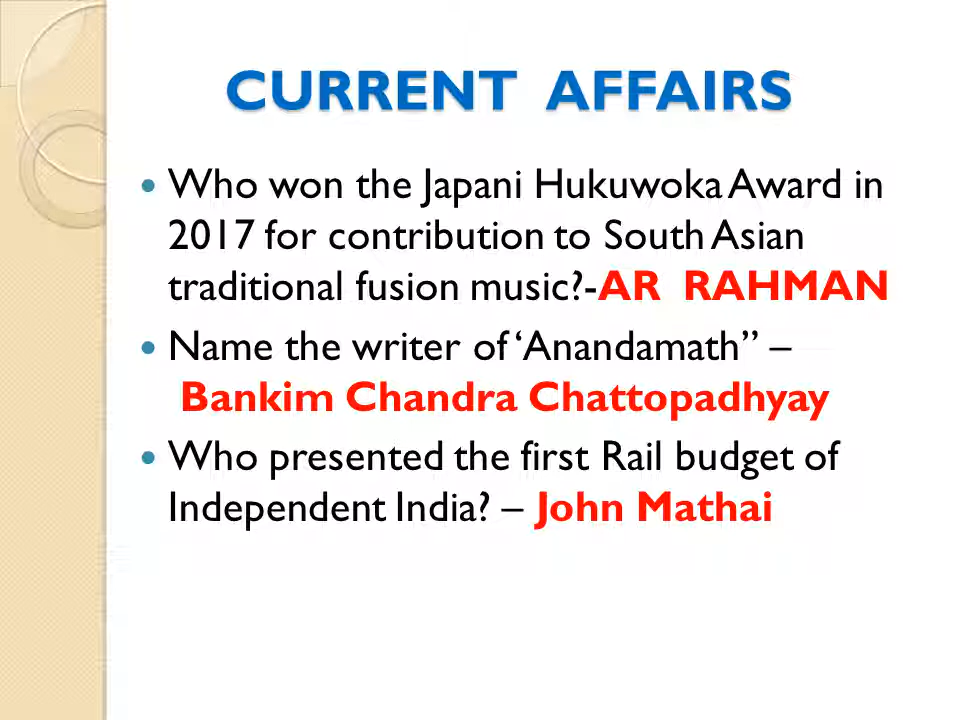 CURRENT AFFAIRS
• Who won the Japani Hukuwoka Award in
2017 for contribution to South Asian
traditional fusion music?-AR RAHMAN
• Name the writer of ‘Anandamath” –
Bankim Chandra Chattopadhyay
• Who presented the first Rail budget of
Independent India? – John Mathai